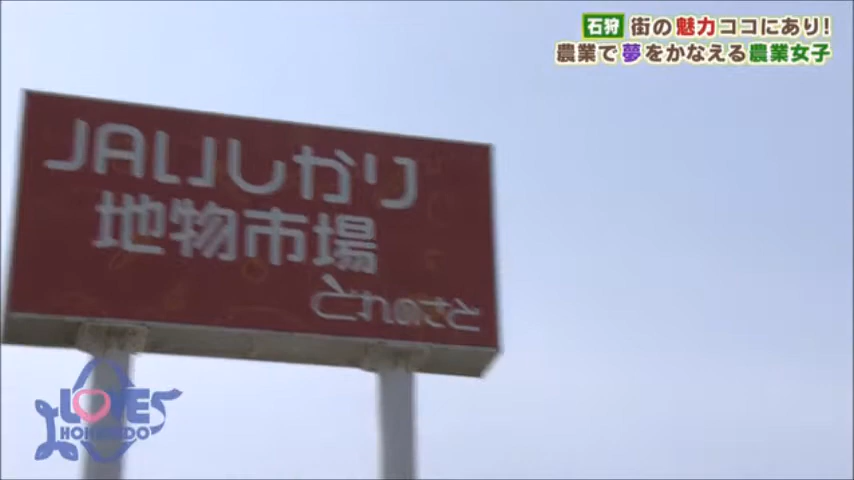 石狩 街の魅力ココにあり!
農業で夢をかなえる農業女子
JAいしかり
地物市場
とれのさと
LOVE
HOKKAIDO